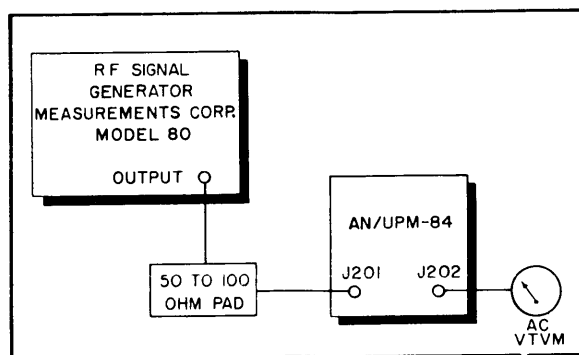 RF SIGNAL
GENERATOR
MEASUREMENTS CORP.
MODEL 80
OUTPUT
50 TO 100
OHM PAD
AN/UPM-84
J201
J202
AC
VTVM